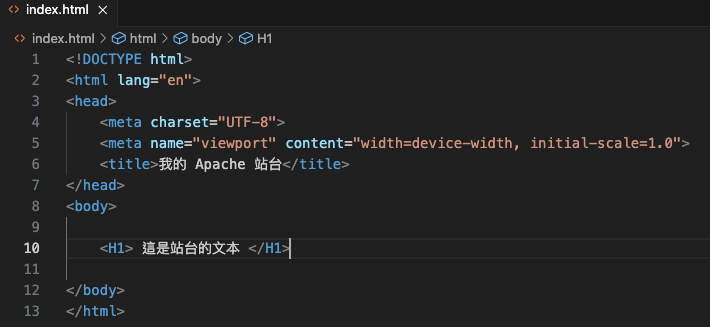 index.html
index.html > html > body > H1
1 <!DOCTYPE html>
2 <html lang="en">
3 <head>
4     <meta charset="UTF-8">
5     <meta name="viewport" content="width=device-width, initial-scale=1.0">
6     <title>我的 Apache 站台</title>
7 </head>
8 <body>
9
10     <H1> 這是站台的文本 </H1>
11
12 </body>
13 </html>